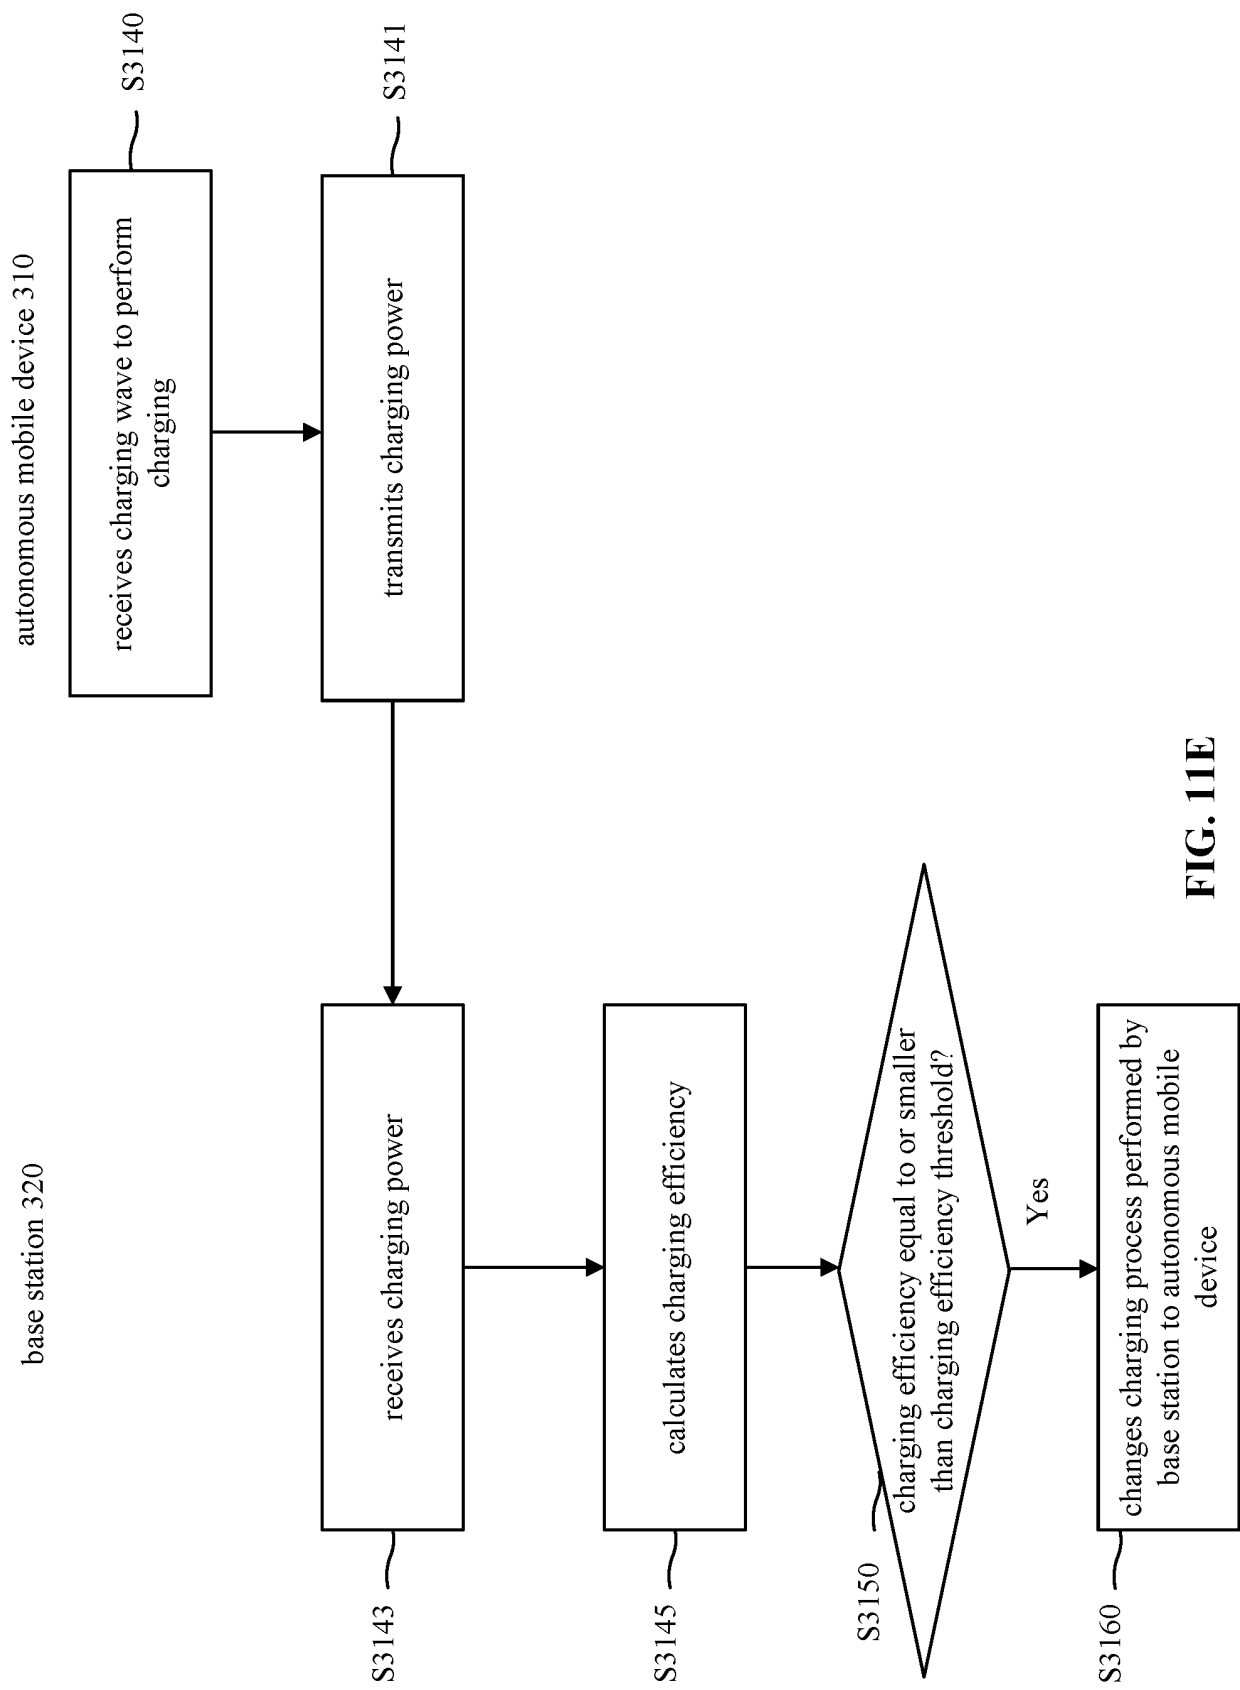 base station 320
autonomous mobile device 310
receives charging wave to perform
charging
S3140
transmits charging power
S3141
receives charging power
S3143
calculates charging efficiency
S3145
charging efficiency equal to or smaller
than charging efficiency threshold?
S3150
Yes
changes charging process performed by
base station to autonomous mobile
device
S3160
FIG. 11E